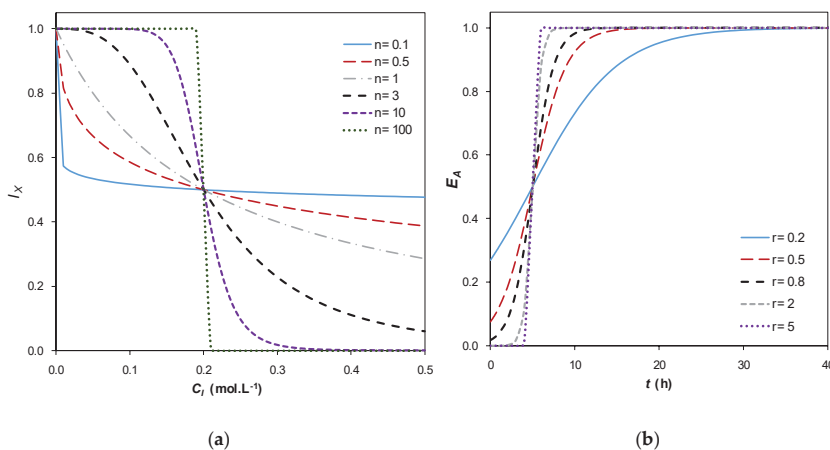 1.0
0.8
0.6
0.4
0.2
0.0
I_X
n= 0.1
n= 0.5
n= 1
n= 3
n= 10
n= 100
0.0 0.1 0.2 0.3 0.4 0.5
C_I (mol.L⁻¹)
(a)
1.0
0.8
0.6
0.4
0.2
0.0
E_A
r= 0.2
r= 0.5
r= 0.8
r= 2
r= 5
0 10 20 30 40
t (h)
(b)